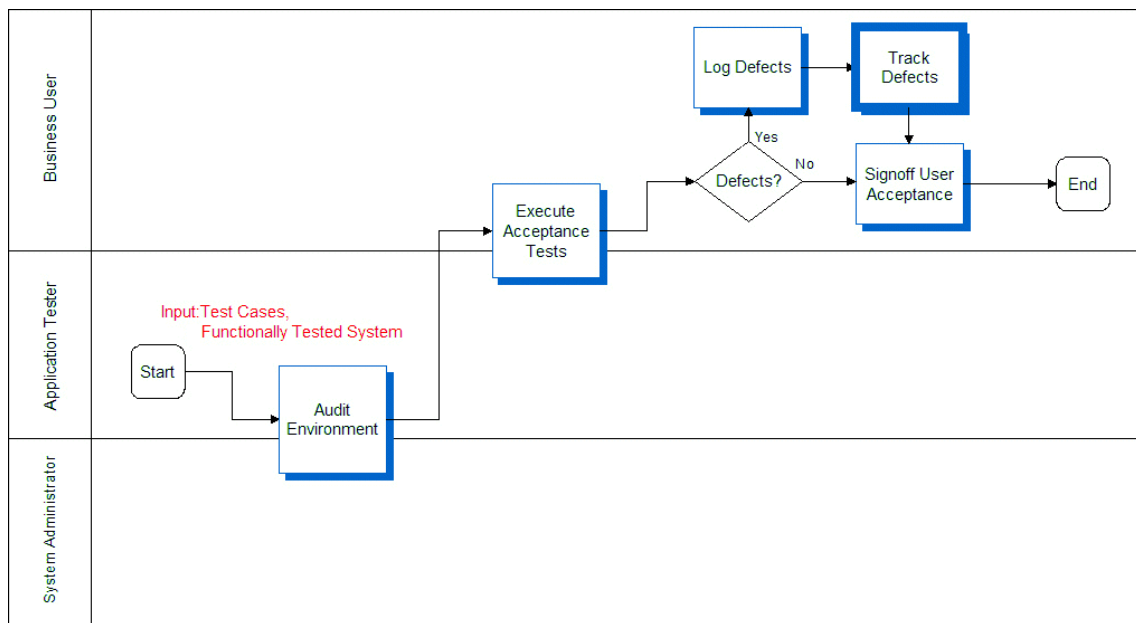 Business User
Log Defects
Track
Defects
Yes
No
Defects?
Signoff User
Acceptance
End
Execute
Acceptance
Tests
Application Tester
Input:Test Cases,
Functionally Tested System
Start
Audit
Environment
System Administrator